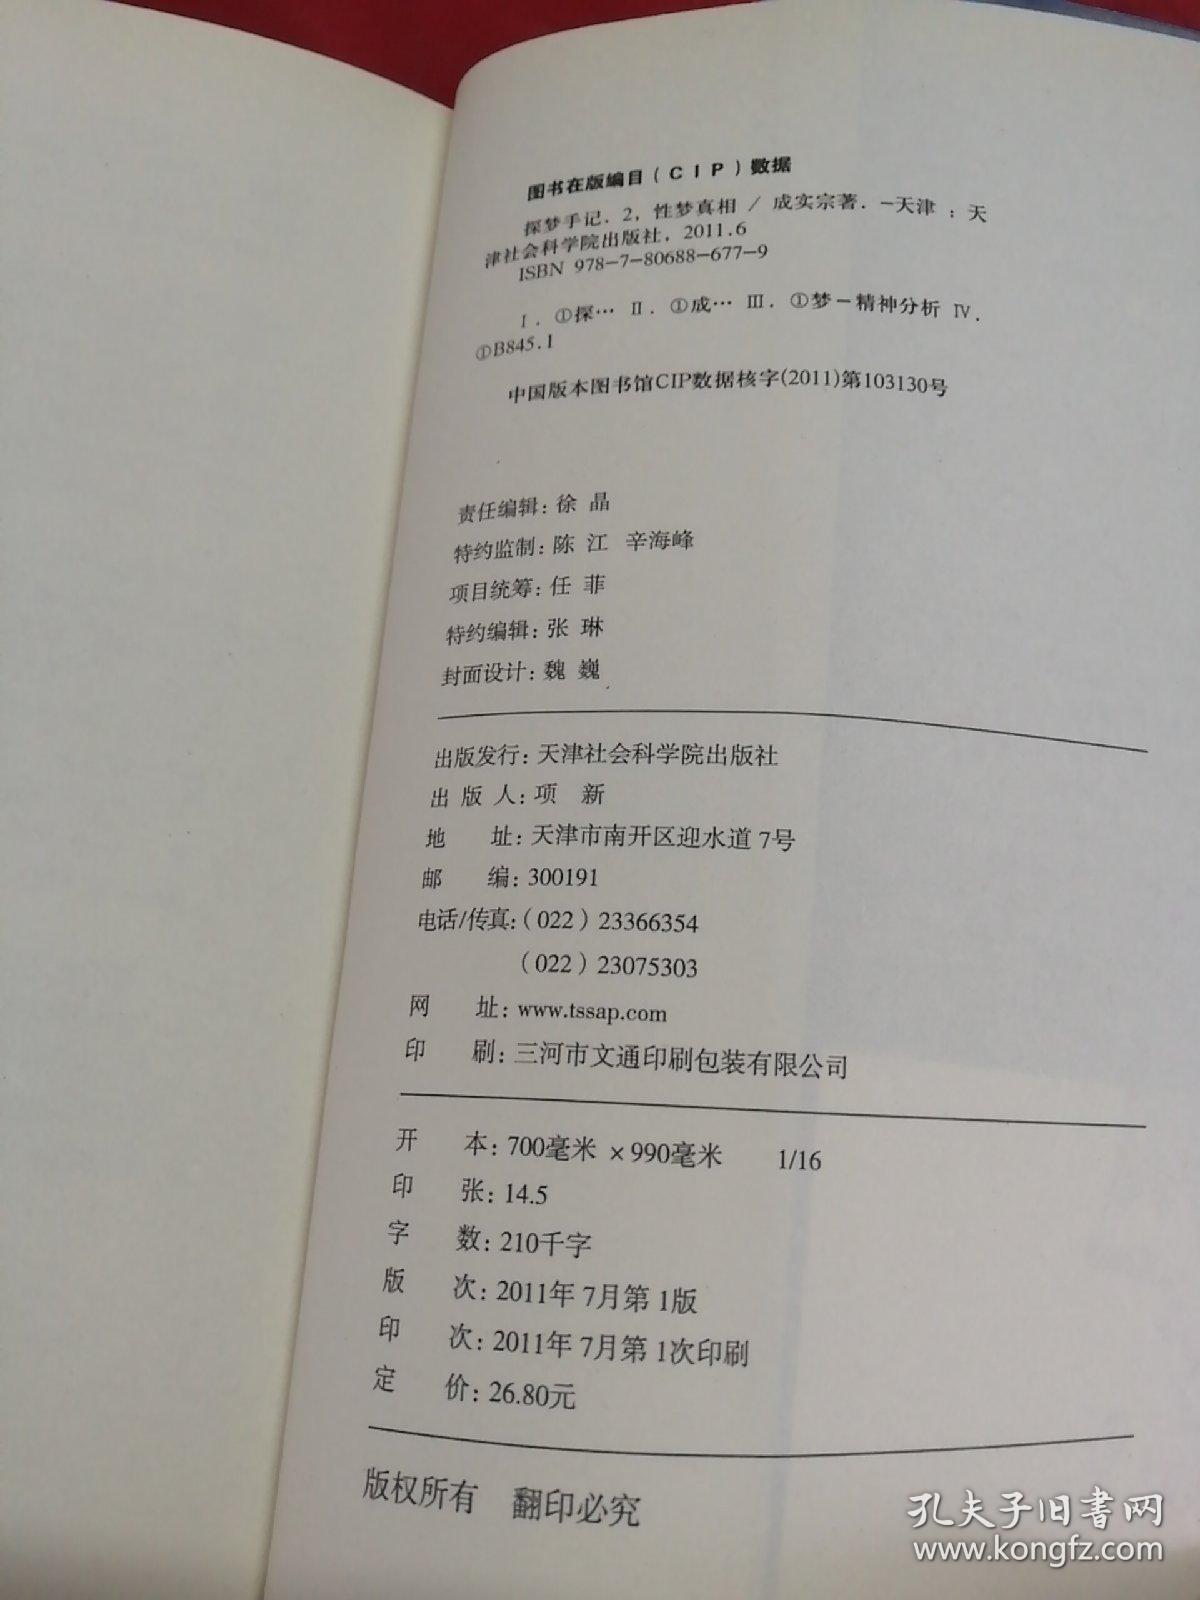 图书在版编目（CIP）数据
探梦手记．2，性梦真相 / 成实宗著．－天津 ：天
津社会科学院出版社，2011.6
ISBN 978-7-80688-677-9
Ⅰ．①探… Ⅱ．①成… Ⅲ．①梦－精神分析 Ⅳ．
①B845.1
中国版本图书馆CIP数据核字(2011)第103130号
责任编辑：徐 晶
特约监制：陈 江 辛海峰
项目统筹：任 菲
特约编辑：张 琳
封面设计：魏 巍
出版发行：天津社会科学院出版社
出 版 人：项 新
地 址：天津市南开区迎水道 7号
邮 编：300191
电话/传真：（022）23366354
（022）23075303
网 址：www.tssap.com
印 刷：三河市文通印刷包装有限公司
开 本：700毫米 × 990毫米 1/16
印 张：14.5
字 数：210千字
版 次：2011年 7月第 1版
印 次：2011年 7月第 1次印刷
定 价：26.80元
版权所有 翻印必究
孔夫子旧书网
www.kongfz.com